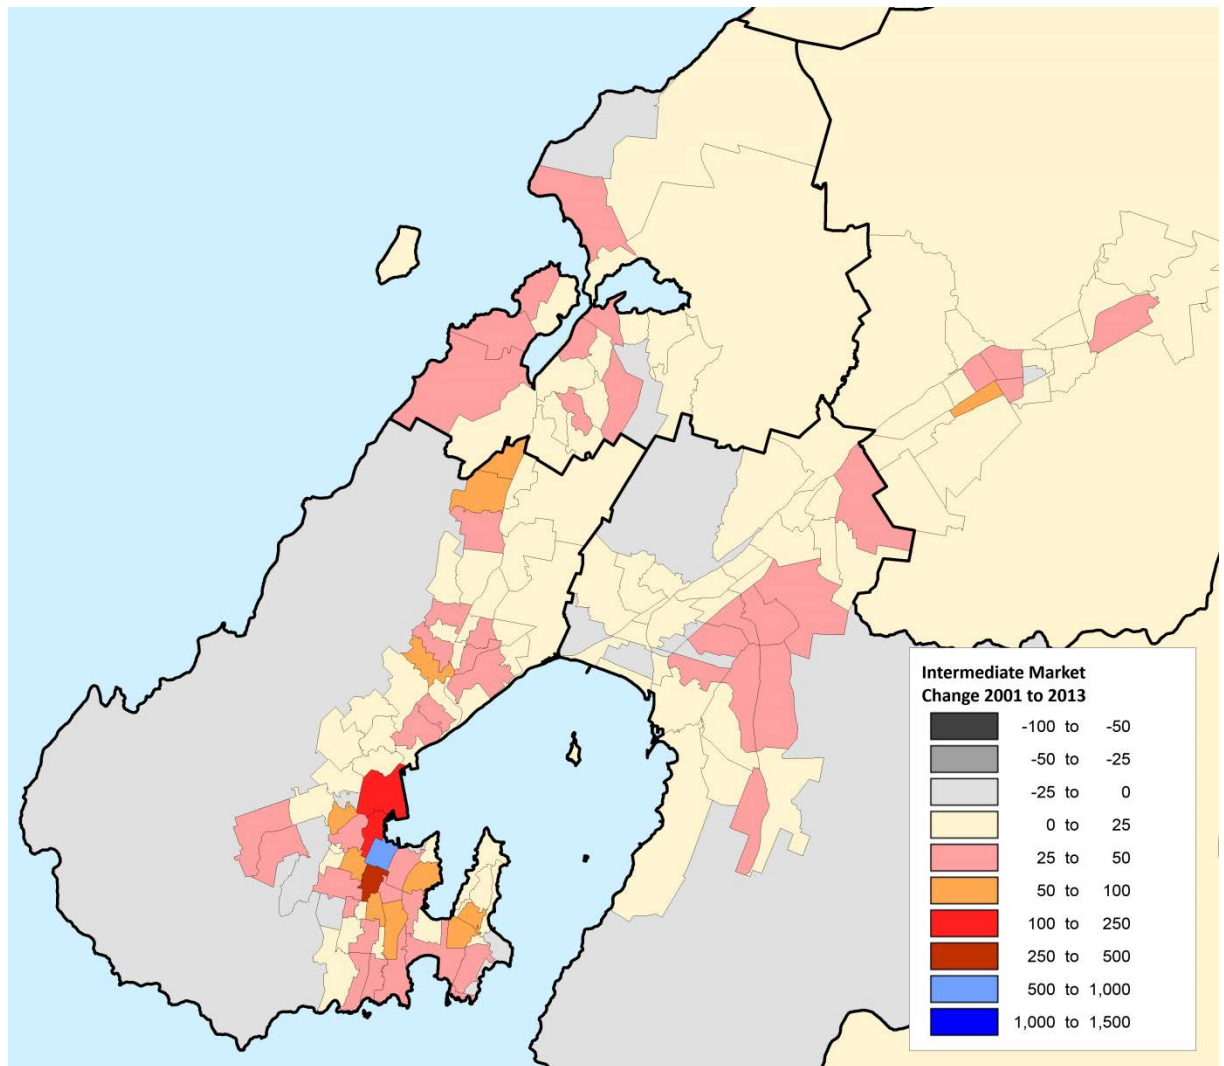 Intermediate Market
Change 2001 to 2013
-100 to -50
-50 to -25
-25 to 0
0 to 25
25 to 50
50 to 100
100 to 250
250 to 500
500 to 1,000
1,000 to 1,500